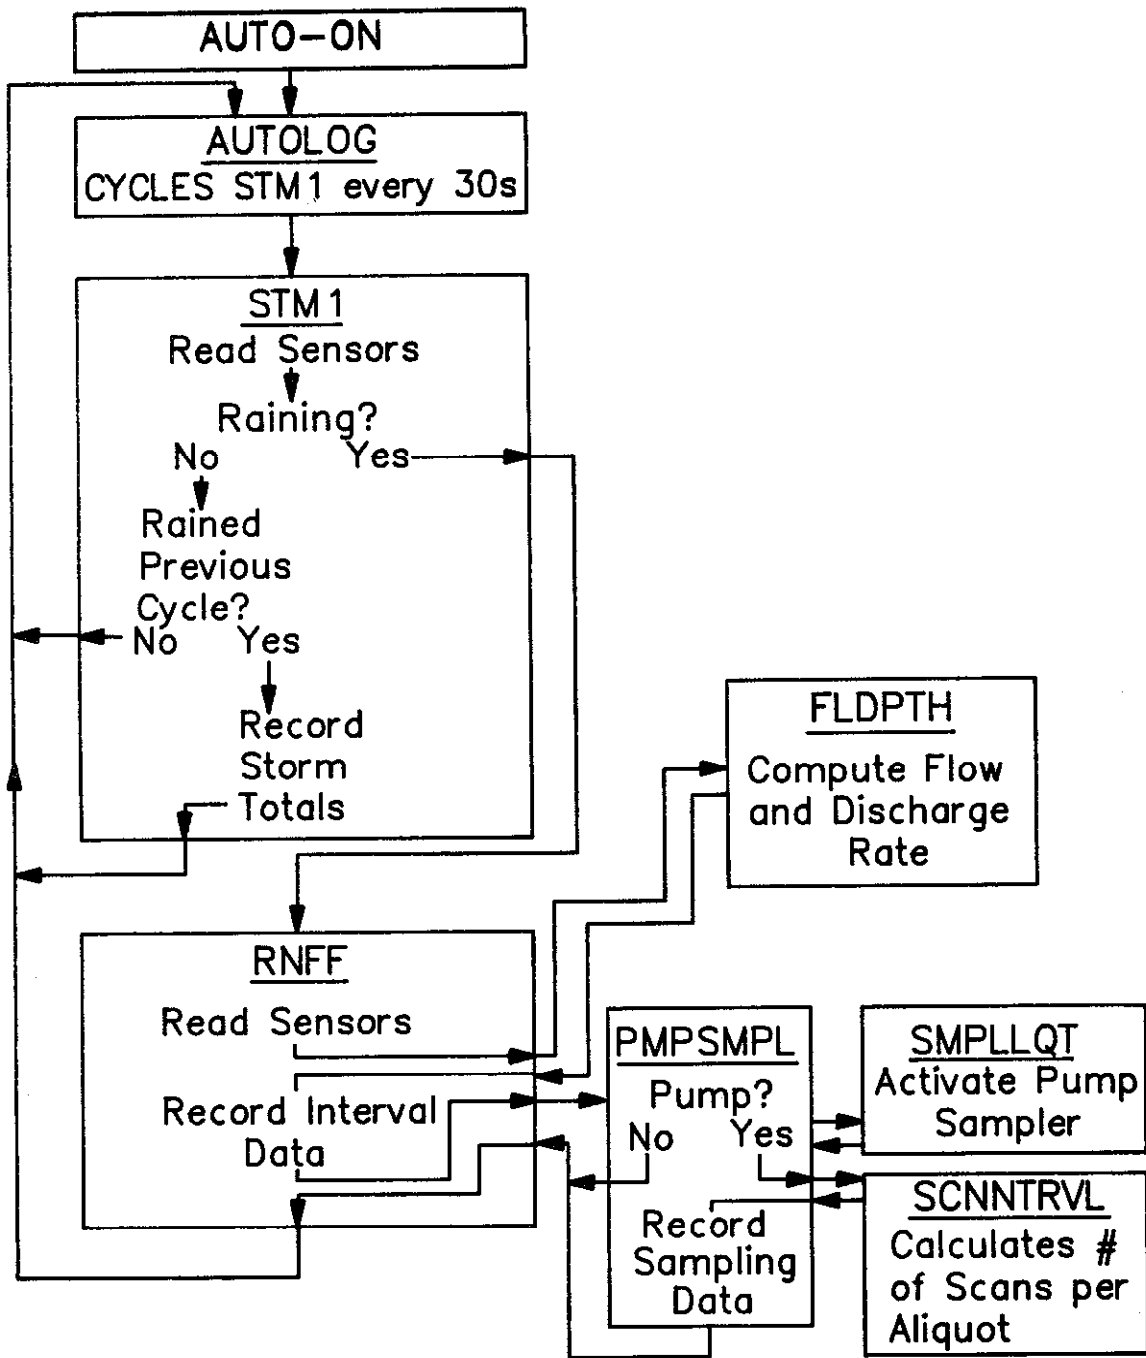 AUTO-ON
AUTOLOG
CYCLES STM1 every 30s
STM1
Read Sensors
Raining?
No Yes
Rained
Previous
Cycle?
No Yes
Record
Storm
Totals
FLDPTH
Compute Flow
and Discharge
Rate
RNFF
Read Sensors
Record Interval
Data
PMPSMPL
Pump?
No Yes
Record
Sampling
Data
SMPLLQT
Activate Pump
Sampler
SCNNTRVL
Calculates #
of Scans per
Aliquot